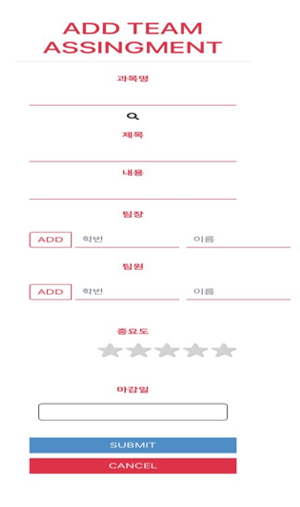 ADD TEAM
ASSINGMENT
과목명
제목
내용
팀장
ADD 학번 이름
팀원
ADD 학번 이름
중요도
마감일
SUBMIT
CANCEL